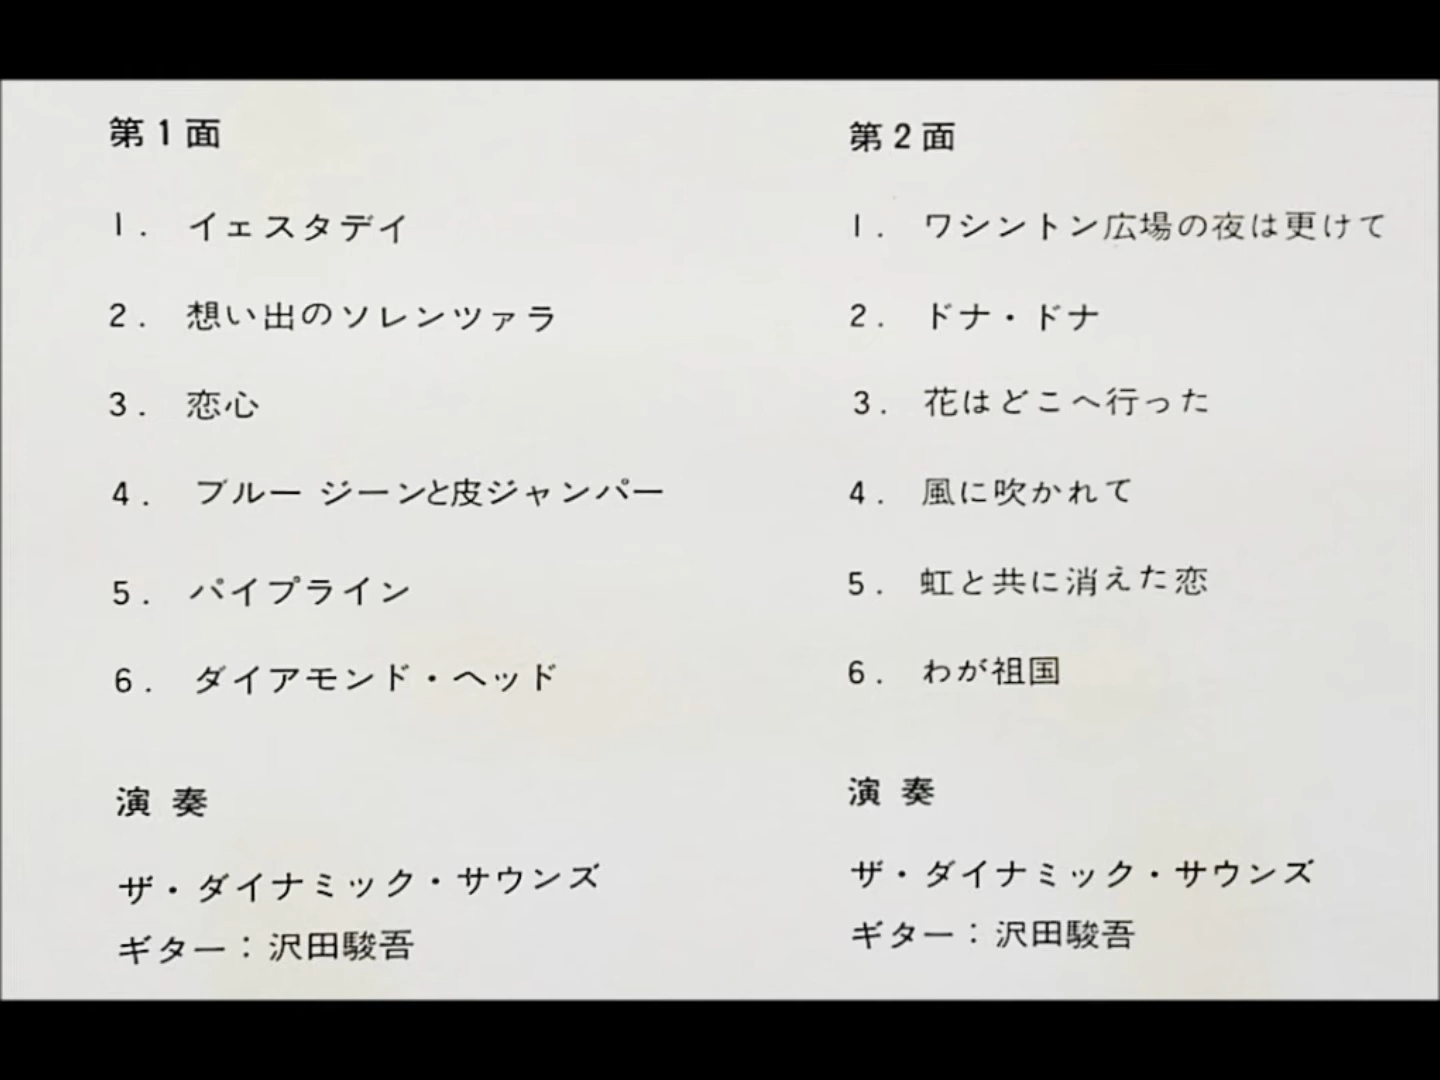 第1面
1. イェスタデイ
2. 想い出のソレンツァラ
3. 恋心
4. ブルー ジーンと皮ジャンパー
5. パイプライン
6. ダイアモンド・ヘッド
演奏
ザ・ダイナミック・サウンズ
ギター：沢田駿吾
第2面
1. ワシントン広場の夜は更けて
2. ドナ・ドナ
3. 花はどこへ行った
4. 風に吹かれて
5. 虹と共に消えた恋
6. わが祖国
演奏
ザ・ダイナミック・サウンズ
ギター：沢田駿吾